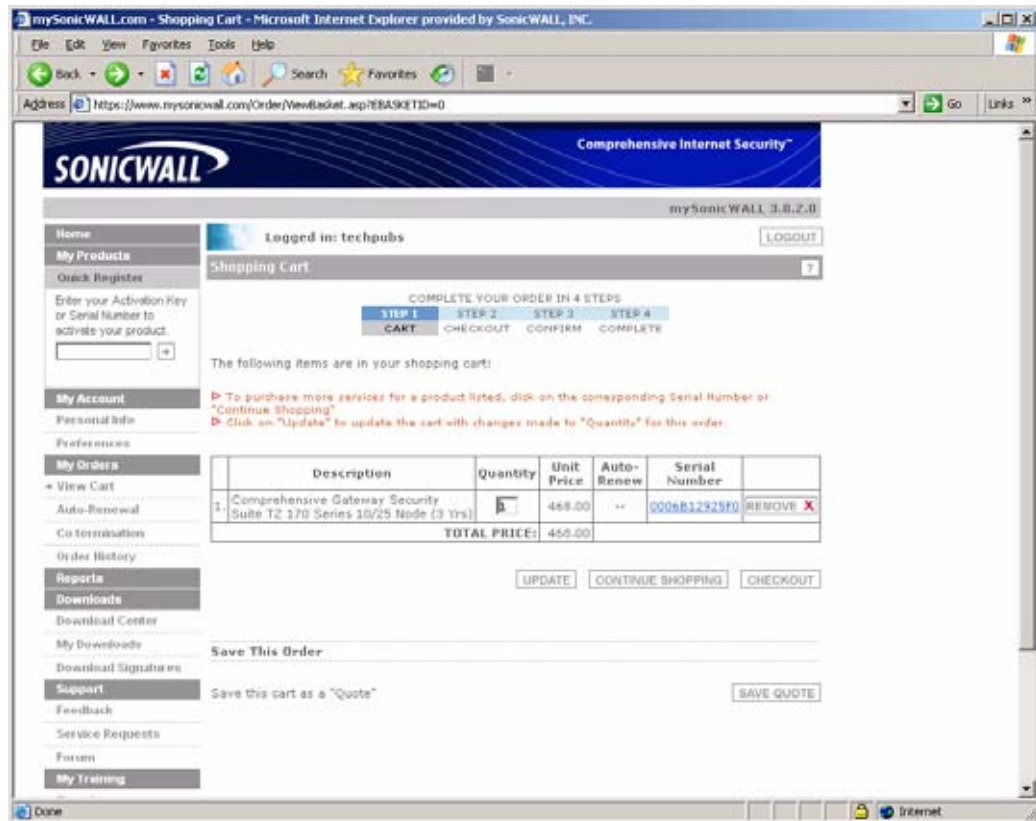 mySonicWALL.com - Shopping Cart - Microsoft Internet Explorer provided by SonicWALL, INC.
File Edit View Favorites Tools Help
Back Search Favorites
Address https://www.mysonicwall.com/Order/ViewBasket.asp?EBASKETID=0 Go Links »
SONICWALL
Comprehensive Internet Security™
mySonicWALL 3.8.2.0
Home
My Products
Quick Register
Enter your Activation Key
or Serial Number to
activate your product.
My Account
Personal Info
Preferences
My Orders
View Cart
Auto-Renewal
Co termination
Order History
Reports
Downloads
Download Center
My Downloads
Download Signatures
Support
Feedback
Service Requests
Forum
My Training
Logged in: techpubs
LOGOUT
Shopping Cart ?
COMPLETE YOUR ORDER IN 4 STEPS
STEP 1 STEP 2 STEP 3 STEP 4
CART CHECKOUT CONFIRM COMPLETE
The following items are in your shopping cart:
To purchase more services for a product listed, click on the corresponding Serial Number or
"Continue Shopping"
Click on "Update" to update the cart with changes made to "Quantity" for this order.
Description Quantity Unit Price Auto-Renew Serial Number
1. Comprehensive Gateway Security
Suite TZ 170 Series 10/25 Node (3 Yrs) 468.00 -- 0006B12925F0 REMOVE X
TOTAL PRICE: 468.00
UPDATE CONTINUE SHOPPING CHECKOUT
Save This Order
Save this cart as a "Quote" SAVE QUOTE
Done Internet